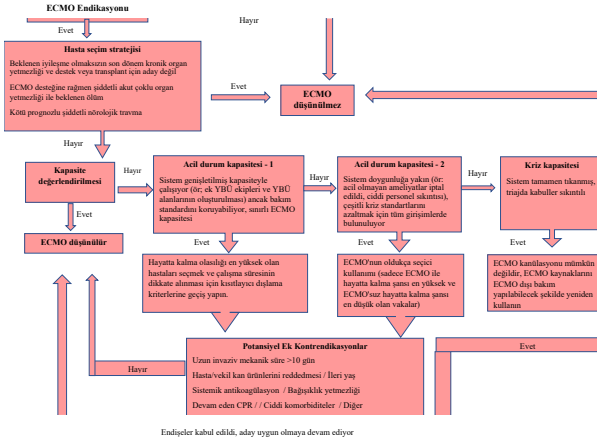 ECMO Endikasyonu
Hayır
Evet
Hasta seçim stratejisi
Beklenen iyileşme olmaksızın son dönem kronik organ
yetmezliği ve destek veya transplant için aday değil
ECMO desteğine rağmen şiddetli akut çoklu organ
yetmezliği ile beklenen ölüm
Kötü prognozlu şiddetli nörolojik travma
Evet
ECMO
düşünülmez
Hayır
Kapasite
değerlendirilmesi
Hayır
Acil durum kapasitesi - 1
Sistem genişletilmiş kapasiteyle
çalışıyor (ör; ek YBÜ ekipleri ve YBÜ
alanlarının oluşturulması) ancak bakım
standardını koruyabiliyor, sınırlı ECMO
kapasitesi
Hayır
Acil durum kapasitesi - 2
Sistem doygunluğa yakın (ör:
acil olmayan ameliyatlar iptal
edildi, ciddi personel sıkıntısı),
çeşitli kriz standartlarını
azaltmak için tüm girişimlerde
bulunuluyor
Hayır
Kriz kapasitesi
Sistem tamamen tıkanmış,
triajda kabuller sıkıntılı
Evet
ECMO düşünülür
Evet
Evet
Evet
Hayatta kalma olasılığı en yüksek olan
hastaları seçmek ve çalışma süresinin
dikkate alınması için kısıtlayıcı dışlama
kriterlerine geçiş yapın.
ECMO'nun oldukça seçici
kullanımı (sadece ECMO ile
hayatta kalma şansı en yüksek ve
ECMO'suz hayatta kalma şansı
en düşük olan vakalar)
ECMO kanülasyonu mümkün
değildir, ECMO kaynaklarını
ECMO dışı bakım
yapılabilecek şekilde yeniden
kullanın
Potansiyel Ek Kontrendikasyonlar
Uzun invaziv mekanik süre >10 gün
Hasta/vekil kan ürünlerini reddedmesi / İleri yaş
Sistemik antikoagülasyon / Bağışıklık yetmezliği
Devam eden CPR / / Ciddi komorbiditeler / Diğer
Hayır
Evet
Endişeler kabul edildi, aday uygun olmaya devam ediyor